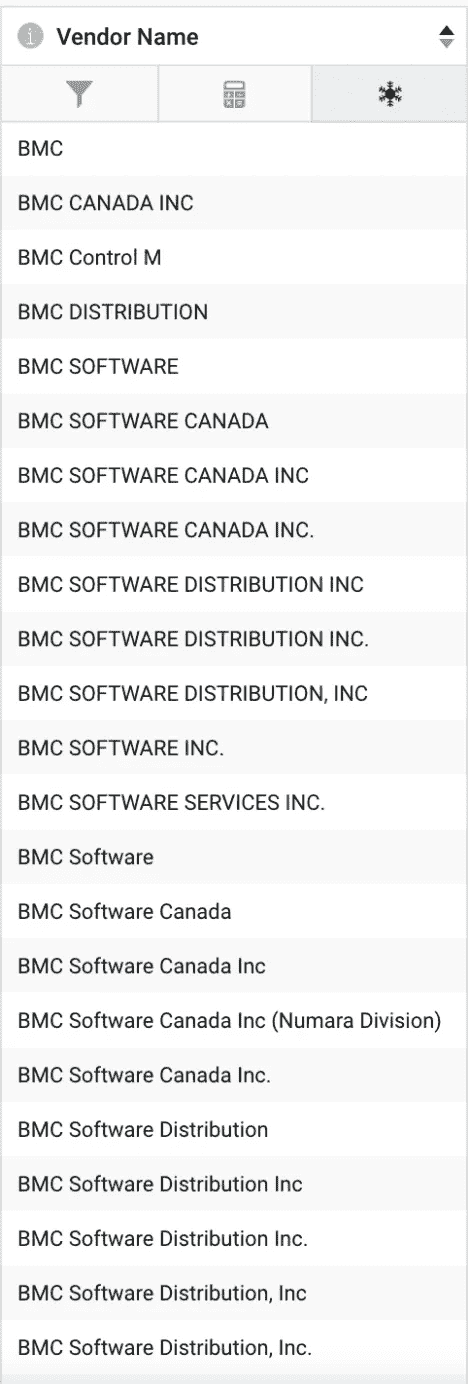 Vendor Name
BMC
BMC CANADA INC
BMC Control M
BMC DISTRIBUTION
BMC SOFTWARE
BMC SOFTWARE CANADA
BMC SOFTWARE CANADA INC
BMC SOFTWARE CANADA INC.
BMC SOFTWARE DISTRIBUTION INC
BMC SOFTWARE DISTRIBUTION INC.
BMC SOFTWARE DISTRIBUTION, INC
BMC SOFTWARE INC.
BMC SOFTWARE SERVICES INC.
BMC Software
BMC Software Canada
BMC Software Canada Inc
BMC Software Canada Inc (Numara Division)
BMC Software Canada Inc.
BMC Software Distribution
BMC Software Distribution Inc
BMC Software Distribution Inc.
BMC Software Distribution, Inc
BMC Software Distribution, Inc.